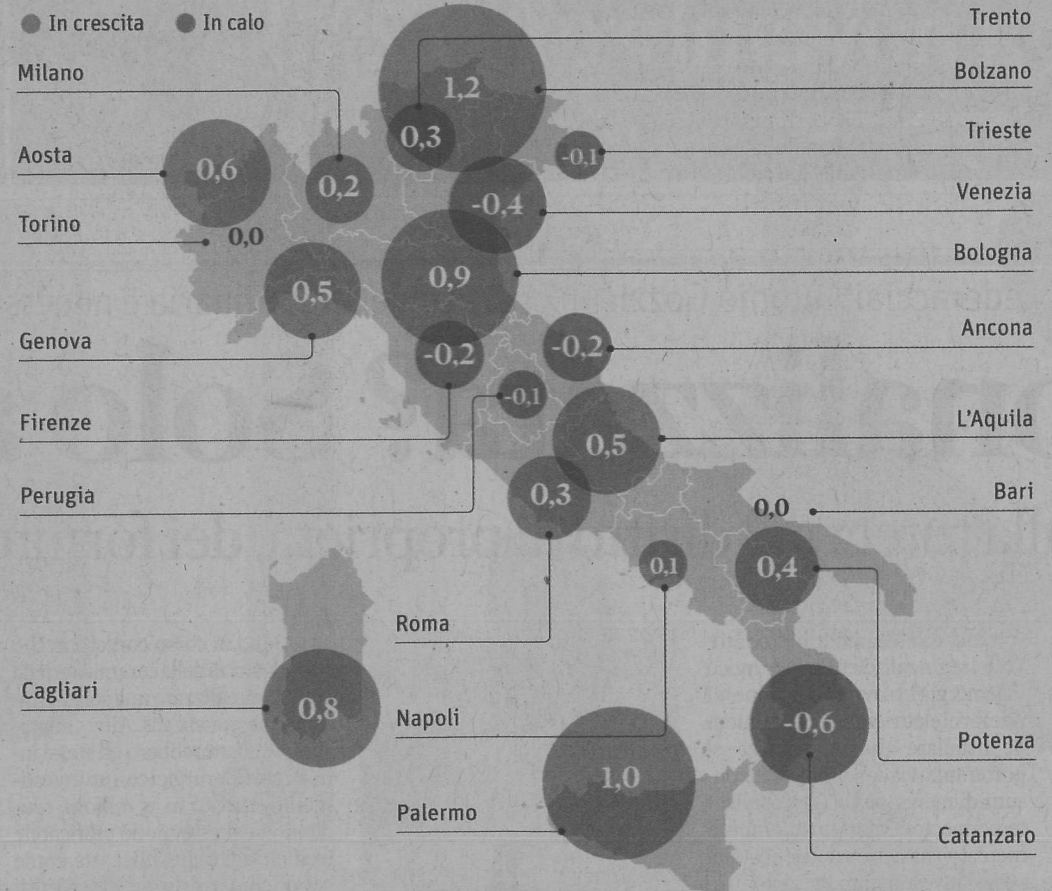 In crescita
In calo
Trento
Milano
Bolzano
1,2
0,3
Trieste
-0,1
Aosta
0,6
0,2
Venezia
-0,4
Torino
0,0
Bologna
0,9
0,5
Ancona
-0,2
Genova
-0,2
-0,1
L'Aquila
Firenze
0,5
Perugia
0,3
Bari
0,0
0,1
0,4
Roma
Cagliari
0,8
Napoli
-0,6
Potenza
1,0
Palermo
Catanzaro